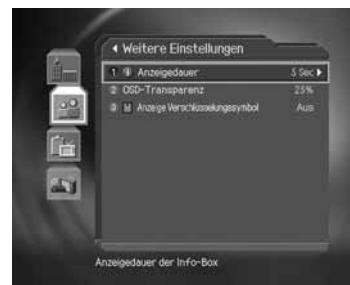 ◀ Weitere Einstellungen
1 Anzeigedauer 5 Sec ▶
2 OSD-Transparenz 25%
3 Anzeige Verschlüsselungssymbol Aus
Anzeigedauer der Info-Box